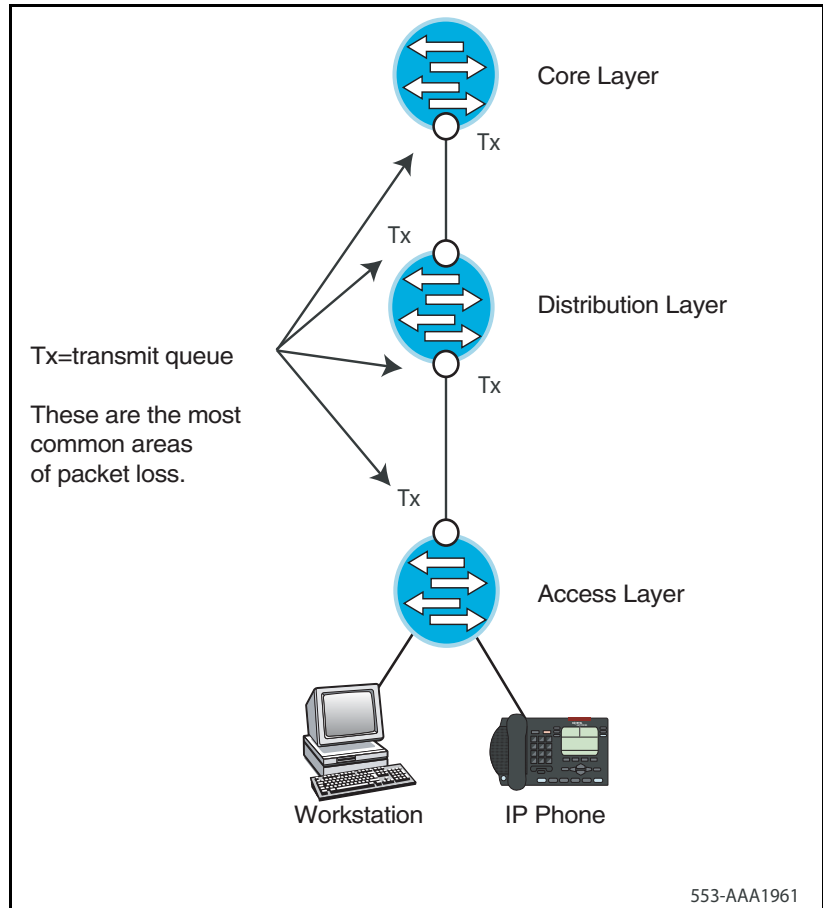 Core Layer
Tx
Tx
Distribution Layer
Tx=transmit queue
Tx
These are the most
common areas
of packet loss.
Tx
Access Layer
Workstation
IP Phone
553-AAA1961